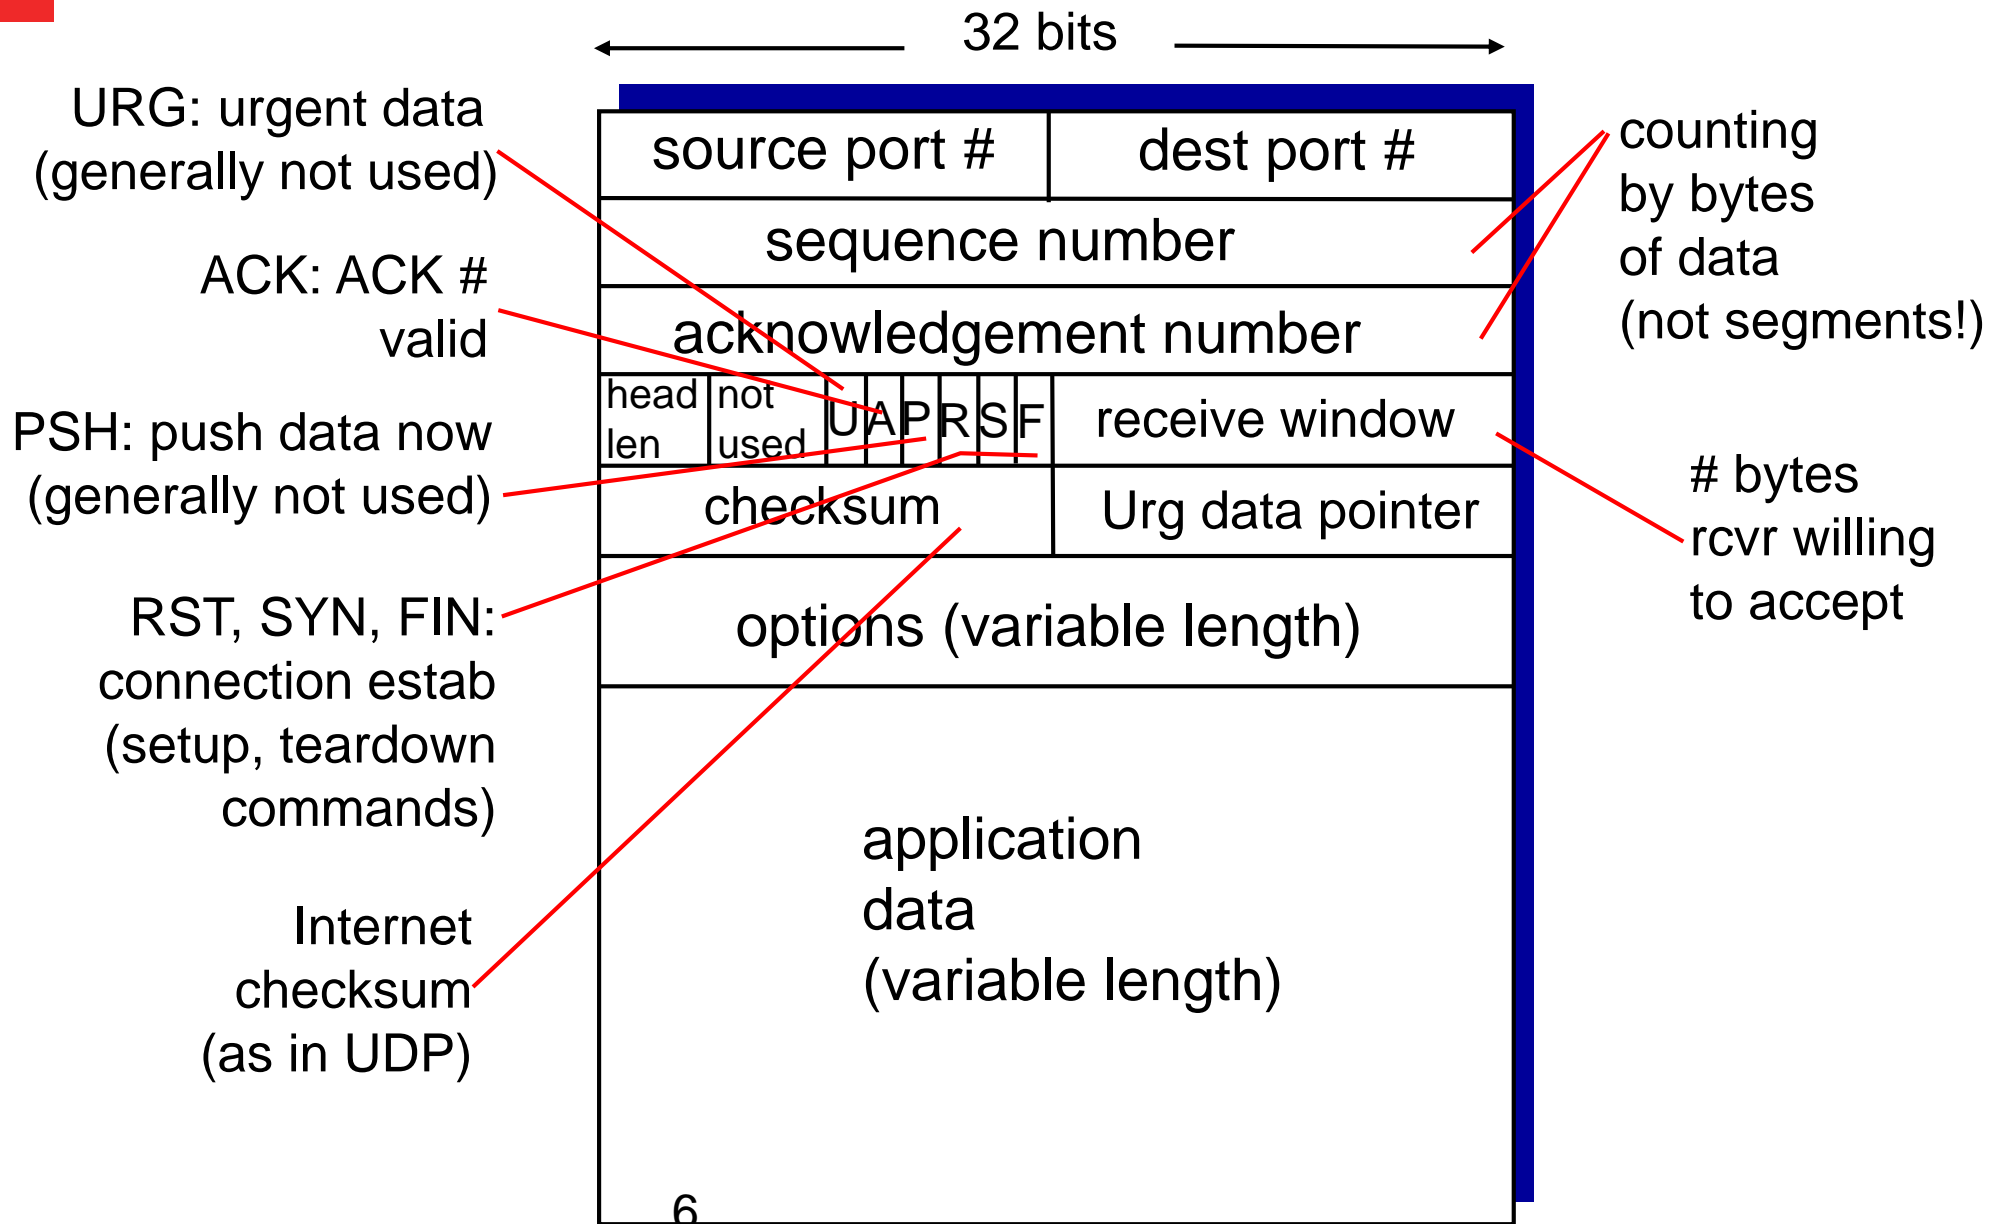 32 bits
URG: urgent data
(generally not used)
ACK: ACK #
valid
PSH: push data now
(generally not used)
RST, SYN, FIN:
connection estab
(setup, teardown
commands)
Internet
checksum
(as in UDP)
source port #
dest port #
sequence number
acknowledgement number
head
len
not
used
U
A
P
R
S
F
receive window
checksum
Urg data pointer
options (variable length)
application
data
(variable length)
6
counting
by bytes
of data
(not segments!)
# bytes
rcvr willing
to accept